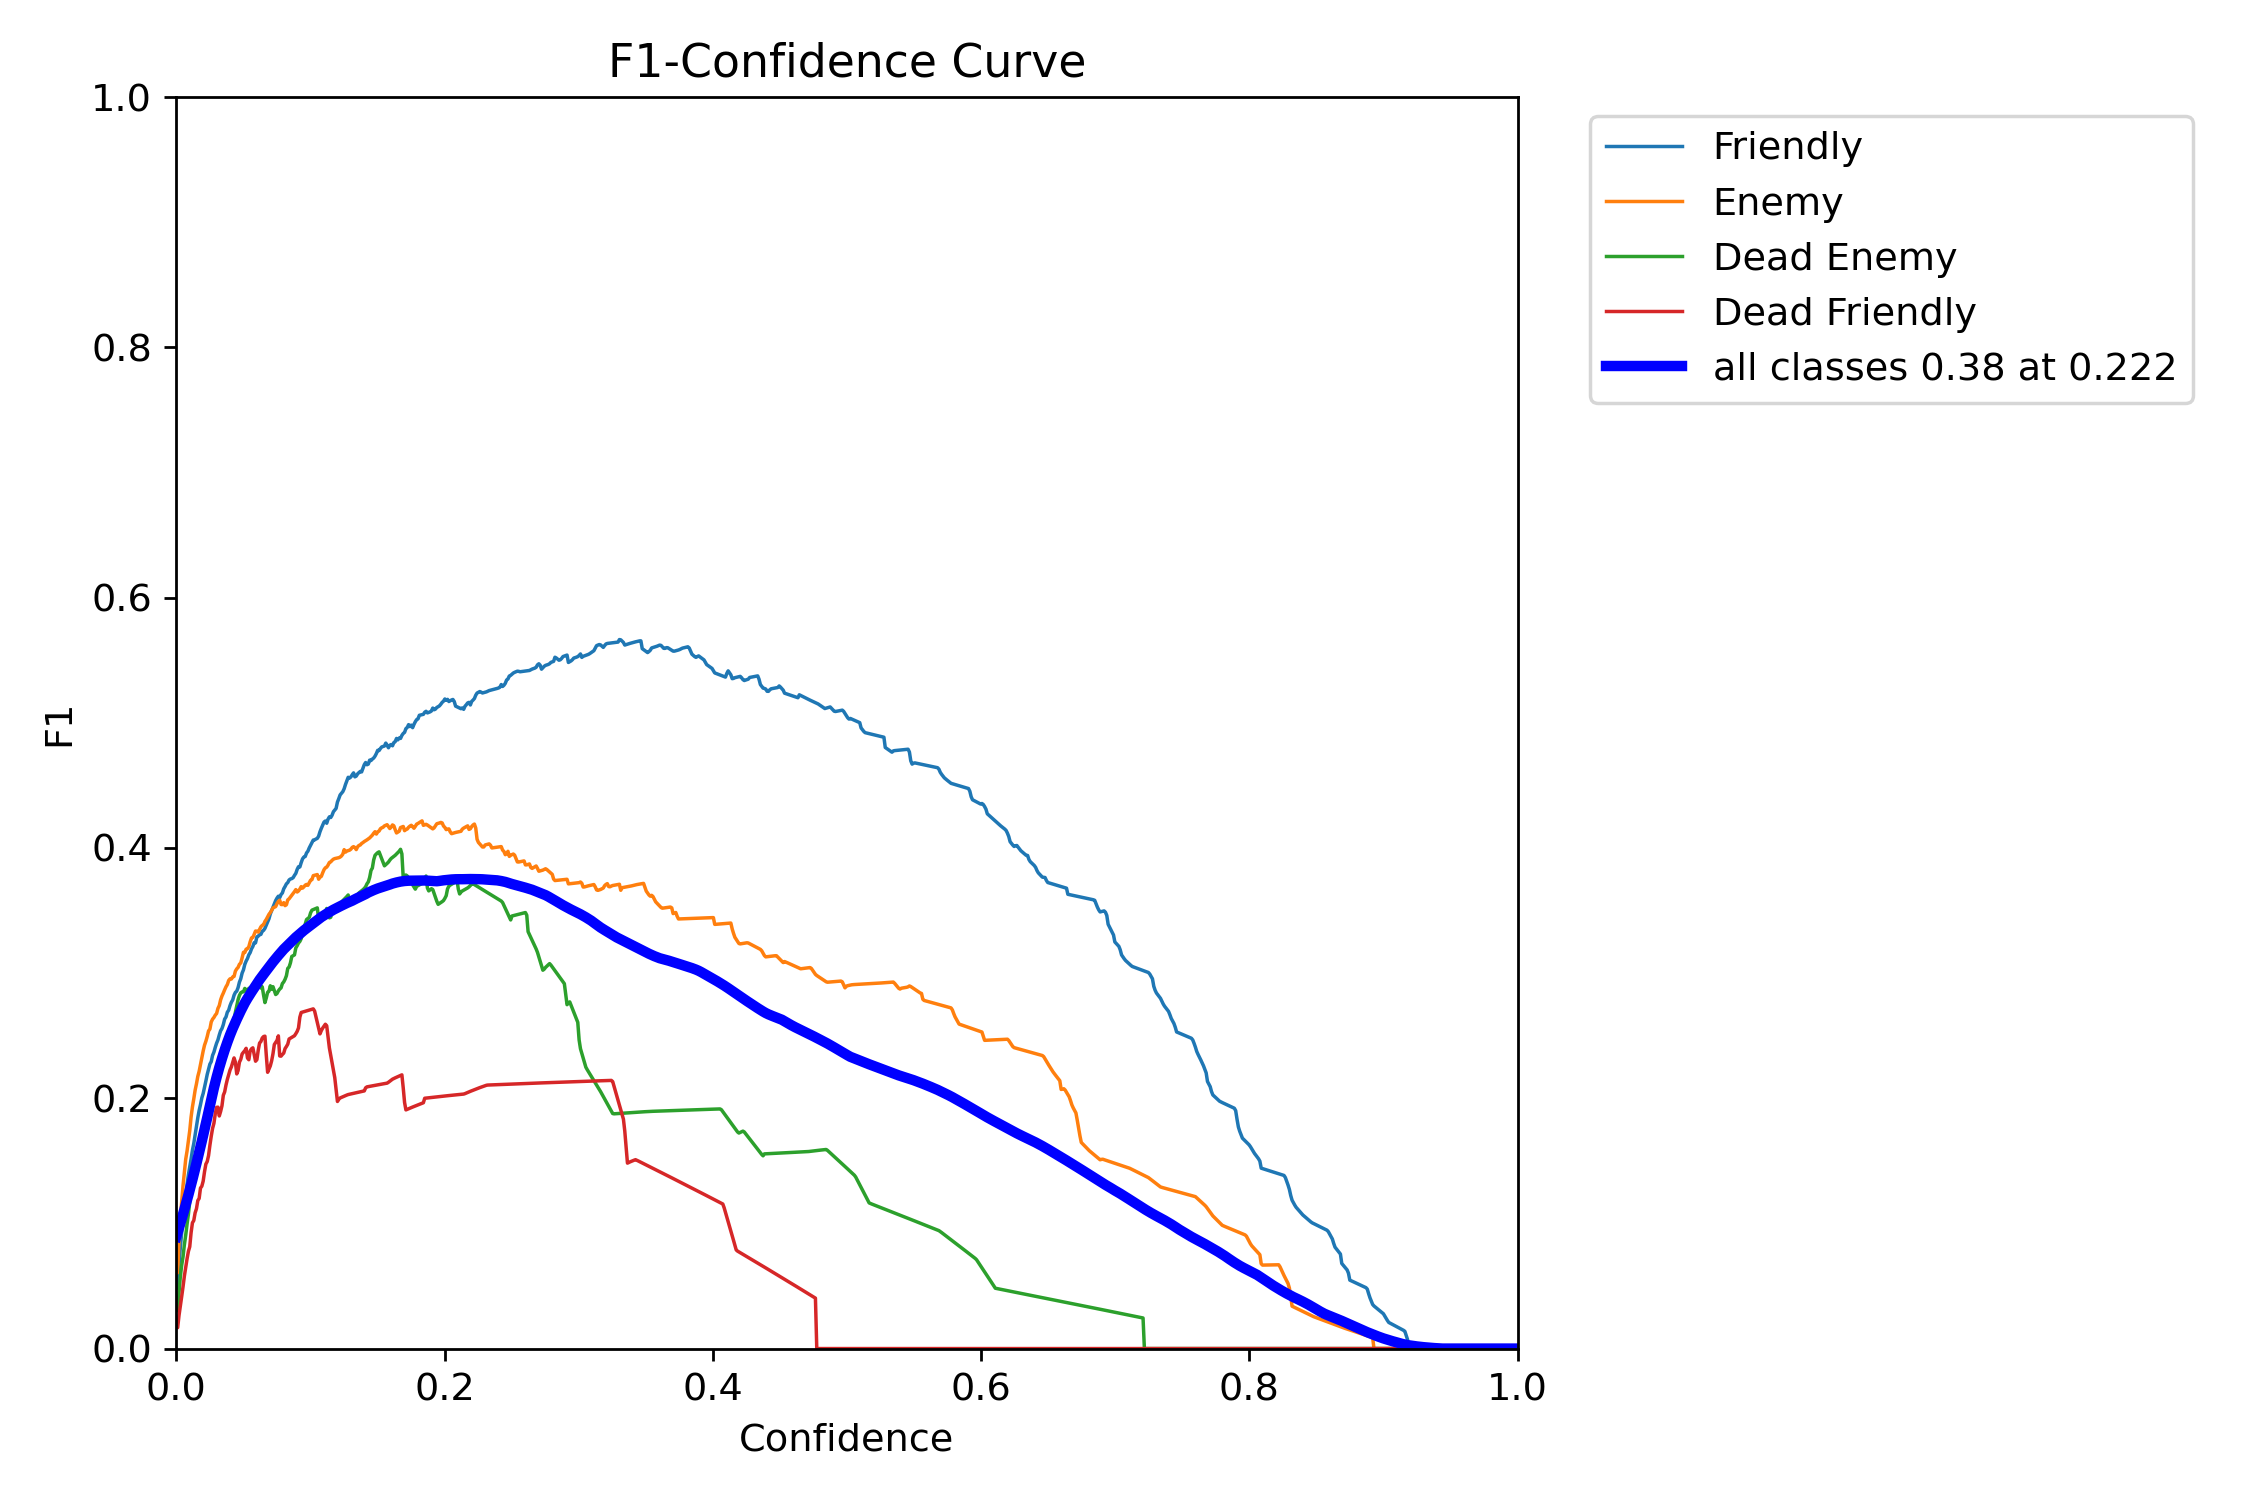 F1-Confidence Curve
1.0
0.8
0.6
0.4
0.2
0.0
F1
0.0 0.2 0.4 0.6 0.8 1.0
Confidence
Friendly
Enemy
Dead Enemy
Dead Friendly
all classes 0.38 at 0.222